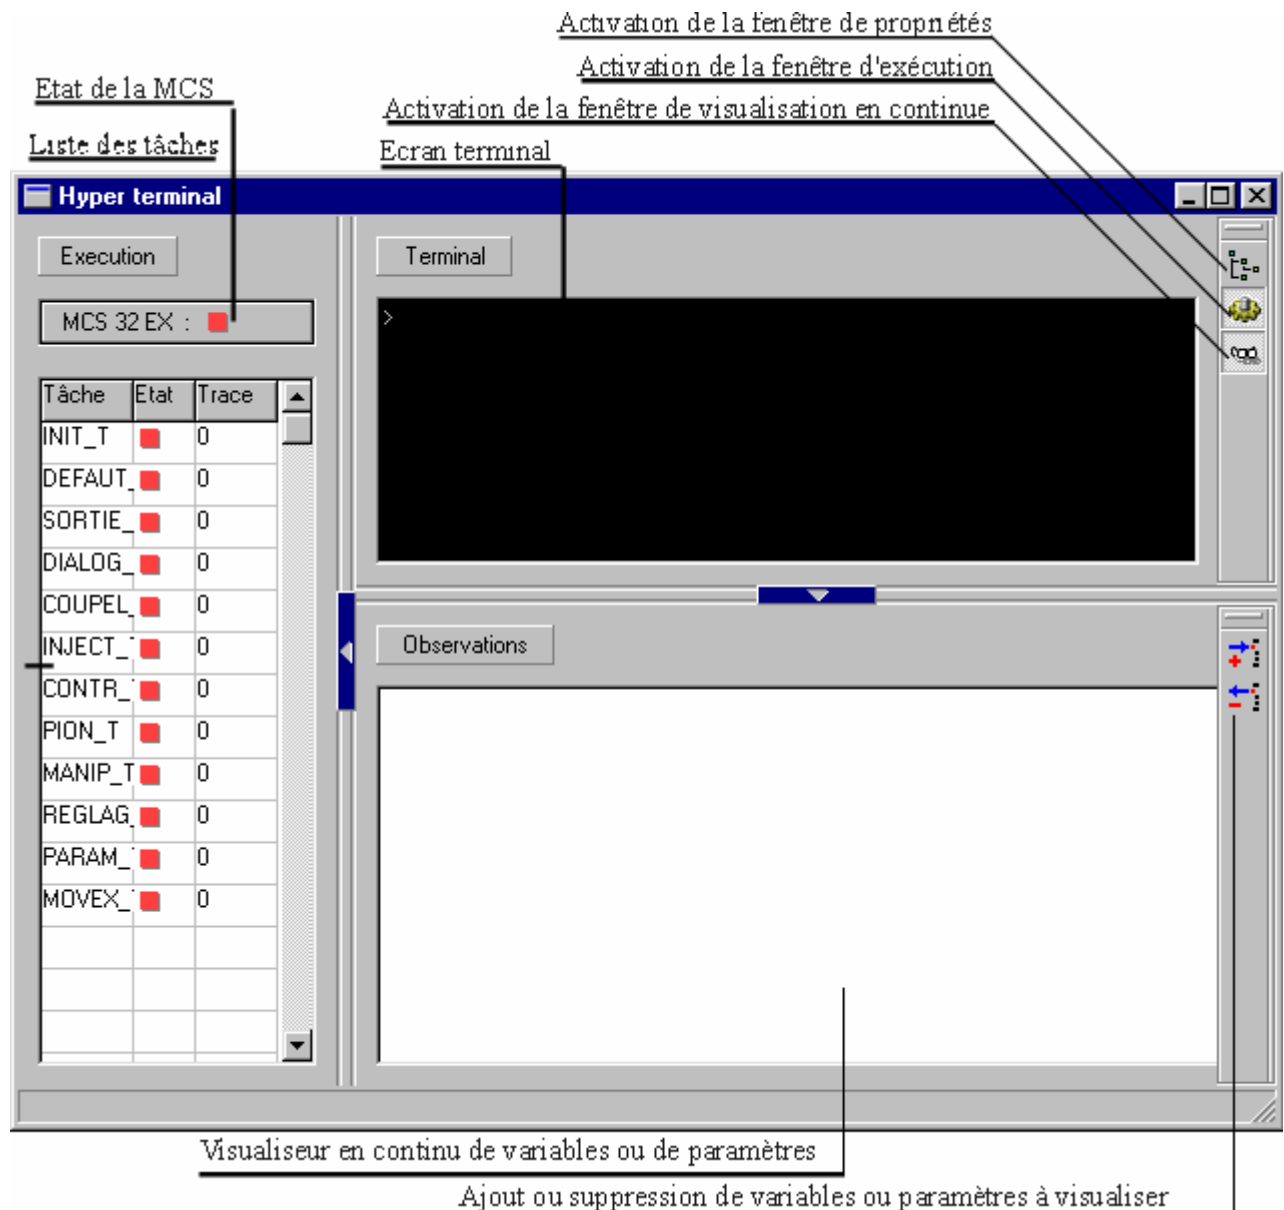 Activation de la fenêtre de propriétés
Activation de la fenêtre d'exécution
Etat de la MCS
Activation de la fenêtre de visualisation en continue
Liste des tâches
Ecran terminal
Hyper terminal
Execution
Terminal
MCS 32 EX :
>
Tâche Etat Trace
INIT_T 0
DEFAUT_ 0
SORTIE_ 0
DIALOG_ 0
COUPEL_ 0
INJECT_ 0
Observations
CONTR_ 0
PION_T 0
MANIP_T 0
REGLAG_ 0
PARAM_ 0
MOVEX_ 0
Visualiseur en continu de variables ou de paramètres
Ajout ou suppression de variables ou paramètres à visualiser